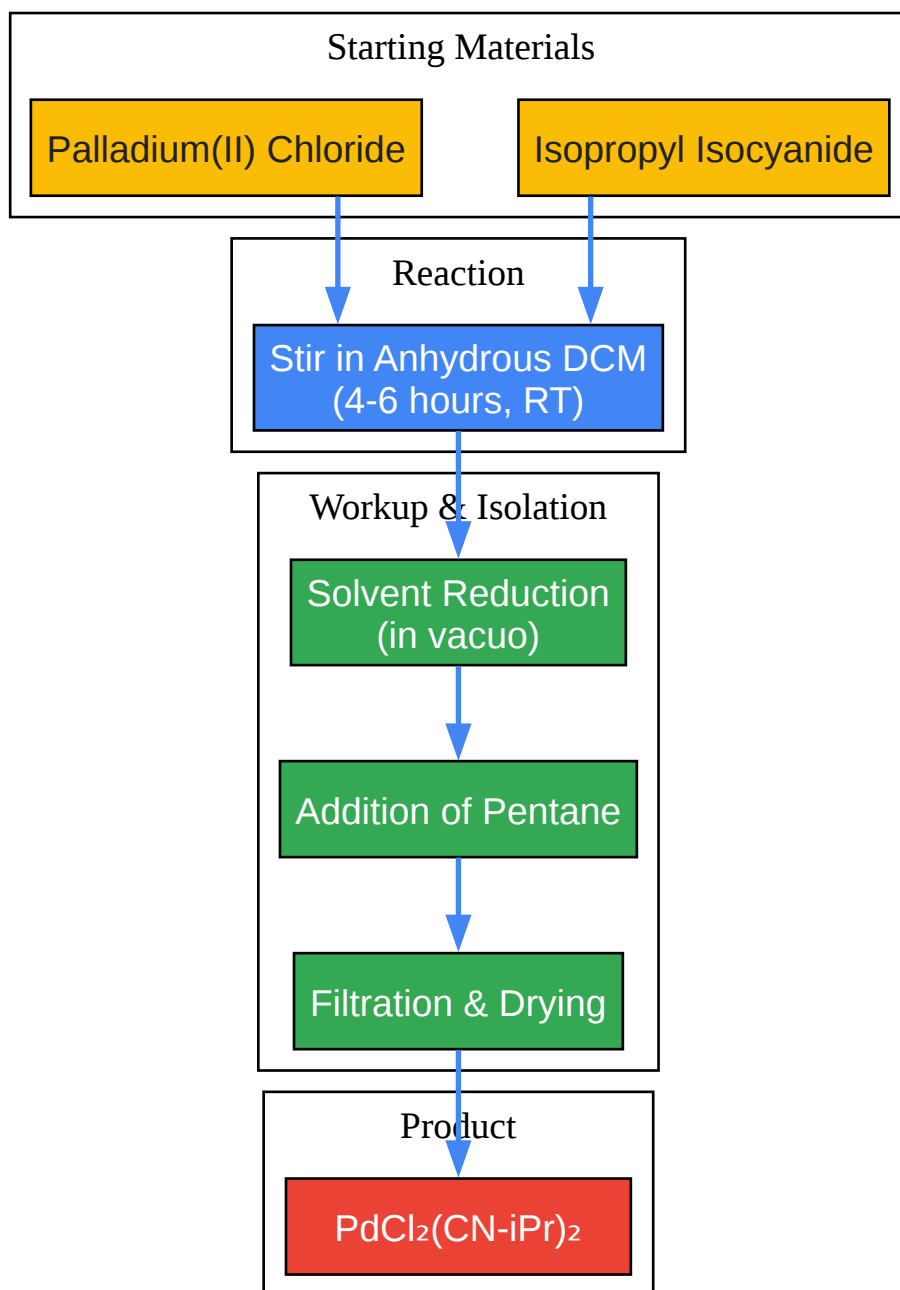 Starting Materials
Palladium(II) Chloride
Isopropyl Isocyanide
Reaction
Stir in Anhydrous DCM
(4-6 hours, RT)
Workup & Isolation
Solvent Reduction
(in vacuo)
Addition of Pentane
Filtration & Drying
Product
PdCl₂(CN-iPr)₂